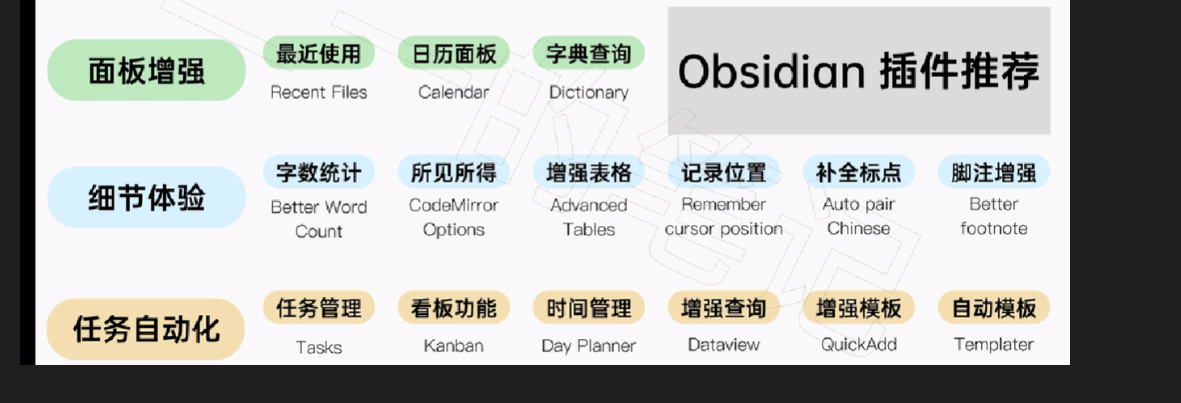 面板增强
最近使用
Recent Files
日历面板
Calendar
字典查询
Dictionary
Obsidian 插件推荐
细节体验
字数统计
Better Word
Count
所见所得
CodeMirror
Options
增强表格
Advanced
Tables
记录位置
Remember
cursor position
补全标点
Auto pair
Chinese
脚注增强
Better
footnote
任务自动化
任务管理
Tasks
看板功能
Kanban
时间管理
Day Planner
增强查询
Dataview
增强模板
QuickAdd
自动模板
Templater